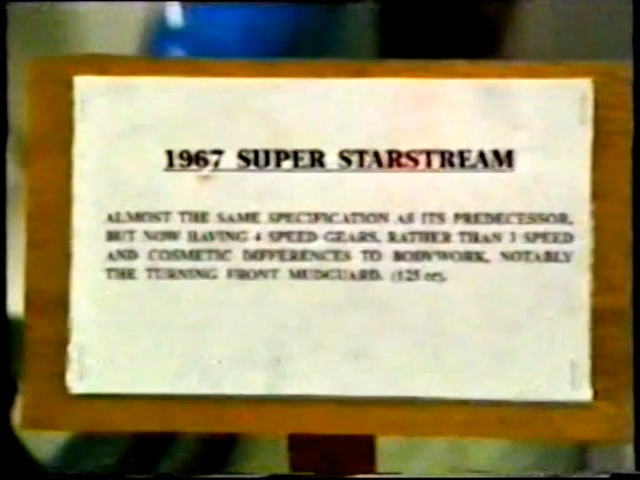 1967 SUPER STARSTREAM
ALMOST THE SAME SPECIFICATION AS ITS PREDECESSOR,
BUT NOW HAVING 4 SPEED GEARS, RATHER THAN 3 SPEED
AND COSMETIC DIFFERENCES TO BODYWORK, NOTABLY
THE TURNING FRONT MUDGUARD. (125 cc).